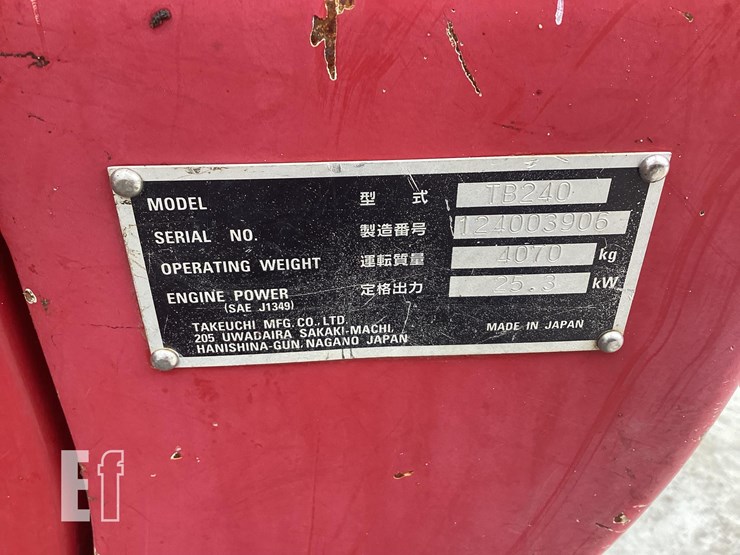 MODEL 型式 TB240
SERIAL NO. 製造番号 124003906
OPERATING WEIGHT 運転質量 4070 kg
ENGINE POWER 定格出力 25.3 kW
(SAE J1349)
TAKEUCHI MFG. CO., LTD.
205 UWADAIRA SAKAKI-MACHI,
HANISHINA-GUN, NAGANO JAPAN
MADE IN JAPAN
Ef